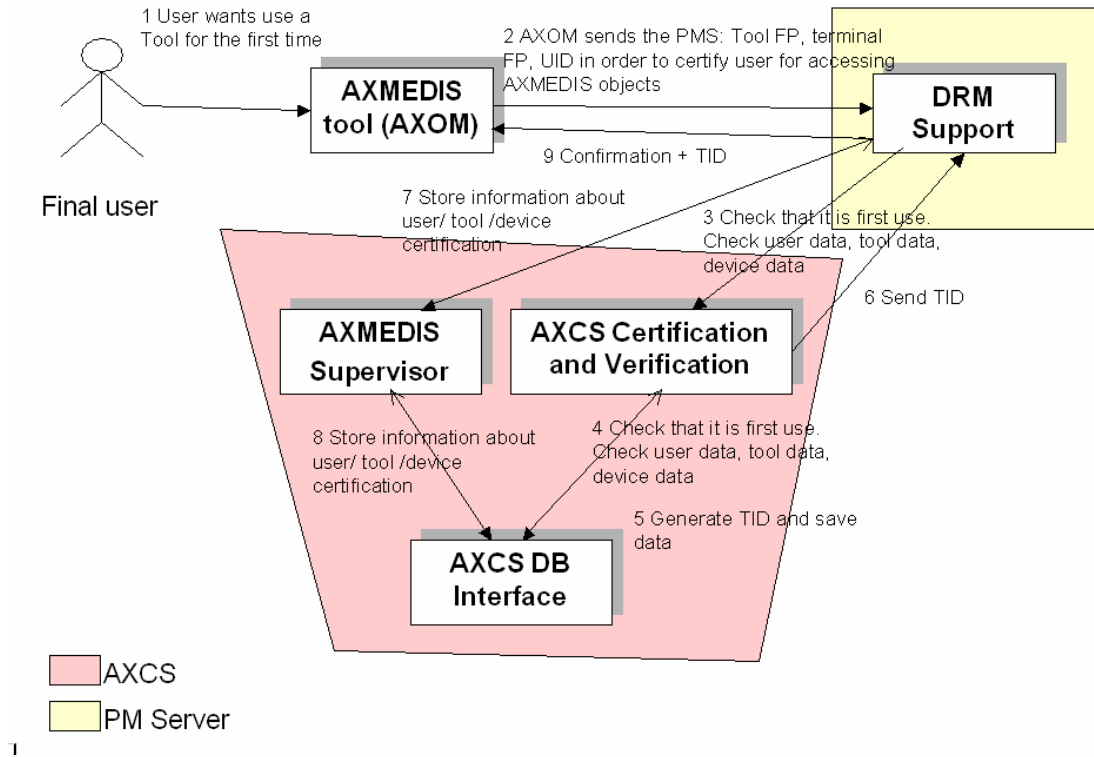 1 User wants use a
Tool for the first time
2 AXOM sends the PMS: Tool FP, terminal
FP, UID in order to certify user for accessing
AXMEDIS objects
AXMEDIS
tool (AXOM)
DRM
Support
Final user
9 Confirmation + TID
7 Store information about
user/ tool /device
certification
3 Check that it is first use.
Check user data, tool data,
device data
6 Send TID
AXMEDIS
Supervisor
AXCS Certification
and Verification
8 Store information about
user/ tool /device
certification
4 Check that it is first use.
Check user data, tool data,
device data
5 Generate TID and save
data
AXCS DB
Interface
AXCS
PM Server